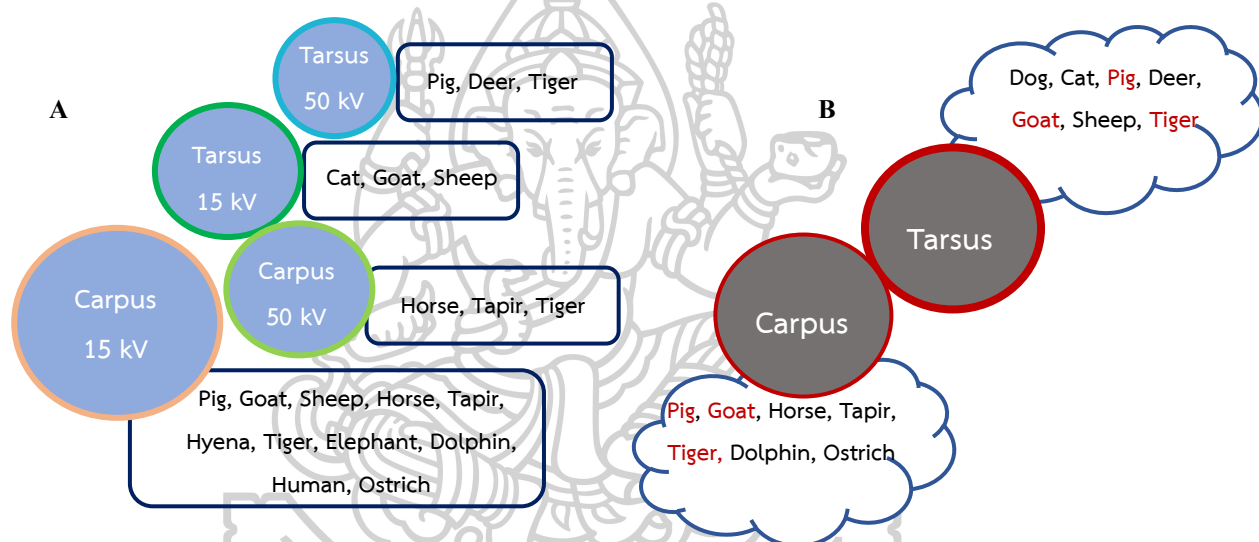 A
Tarsus
50 kV
Pig, Deer, Tiger
Tarsus
15 kV
Cat, Goat, Sheep
Carpus
50 kV
Horse, Tapir, Tiger
Carpus
15 kV
Pig, Goat, Sheep, Horse, Tapir,
Hyena, Tiger, Elephant, Dolphin,
Human, Ostrich
B
Dog, Cat, Pig, Deer,
Goat, Sheep, Tiger
Tarsus
Carpus
Pig, Goat, Horse, Tapir,
Tiger, Dolphin, Ostrich